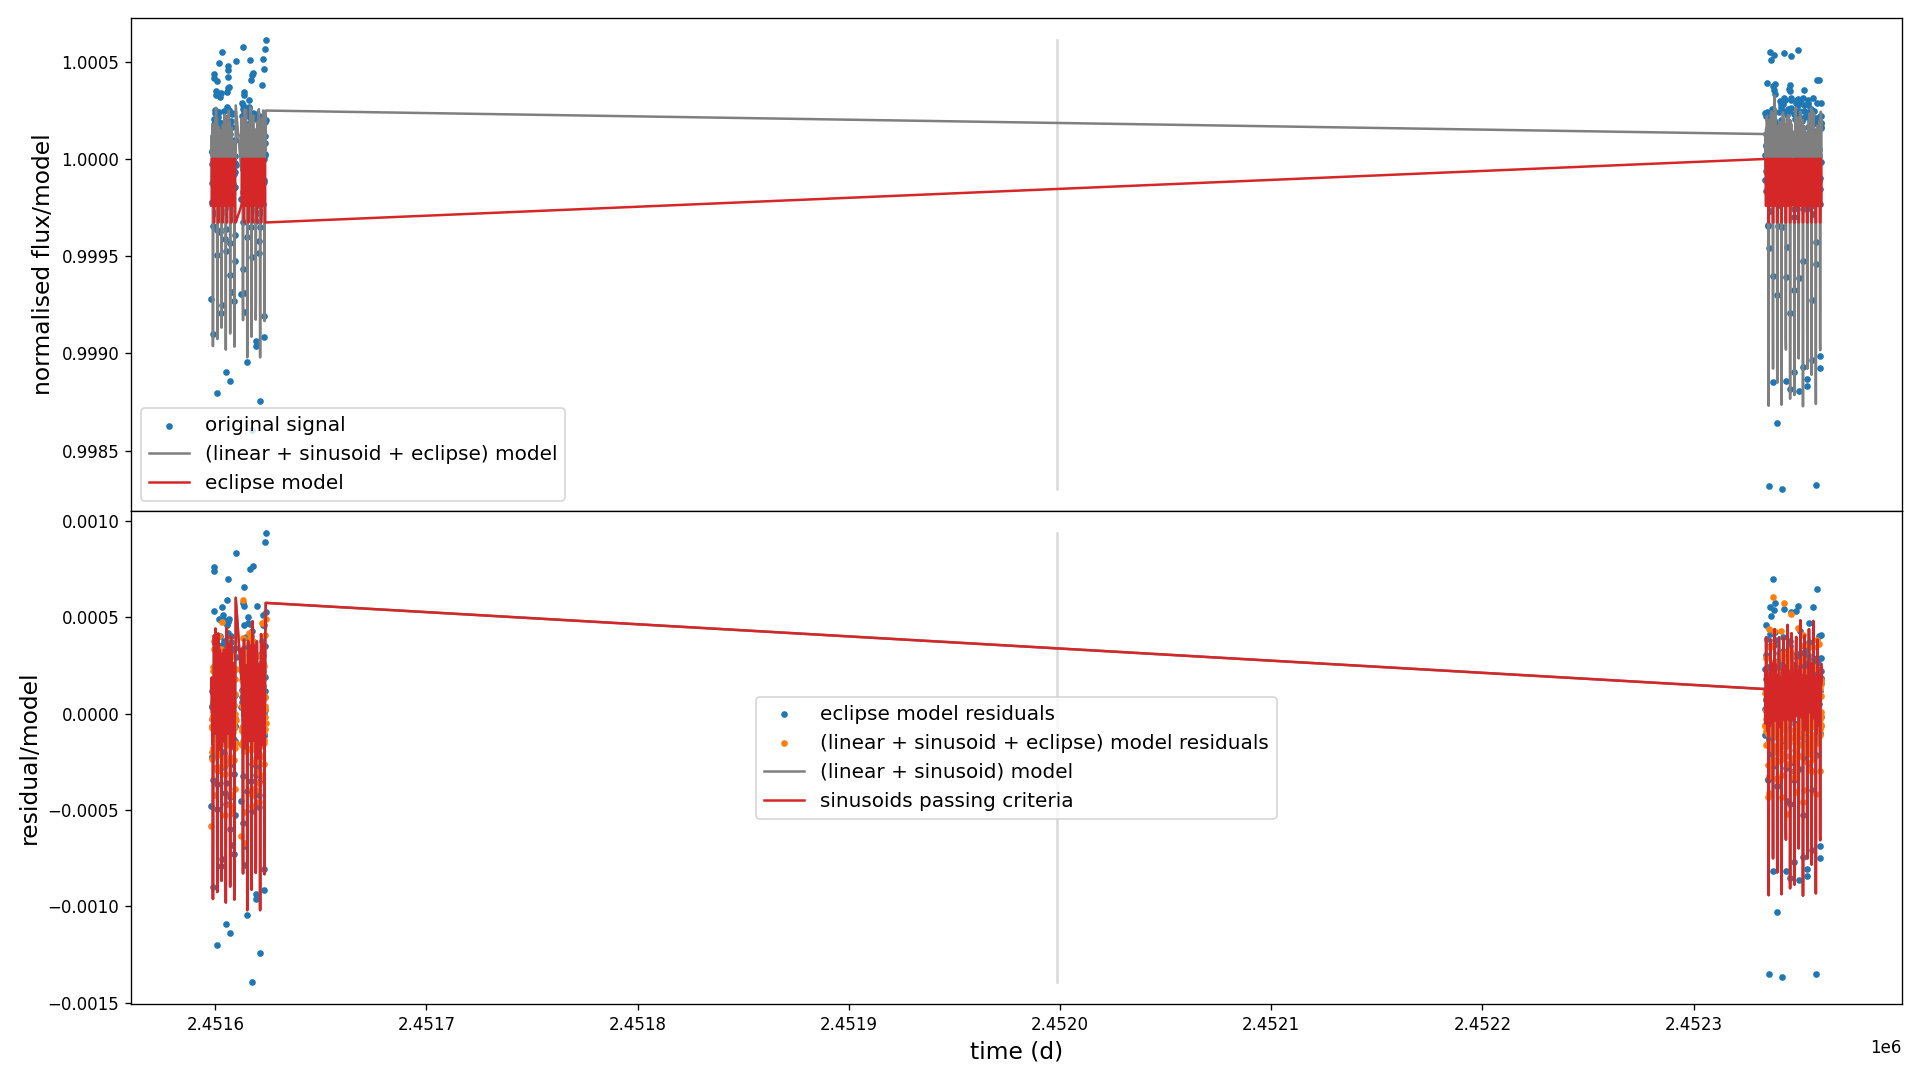 1.0005
1.0000
0.9995
0.9990
0.9985
normalised flux/model
original signal
(linear + sinusoid + eclipse) model
eclipse model
0.0010
0.0005
0.0000
−0.0005
−0.0010
−0.0015
residual/model
eclipse model residuals
(linear + sinusoid + eclipse) model residuals
(linear + sinusoid) model
sinusoids passing criteria
2.4516 2.4517 2.4518 2.4519 2.4520 2.4521 2.4522 2.4523
1e6
time (d)